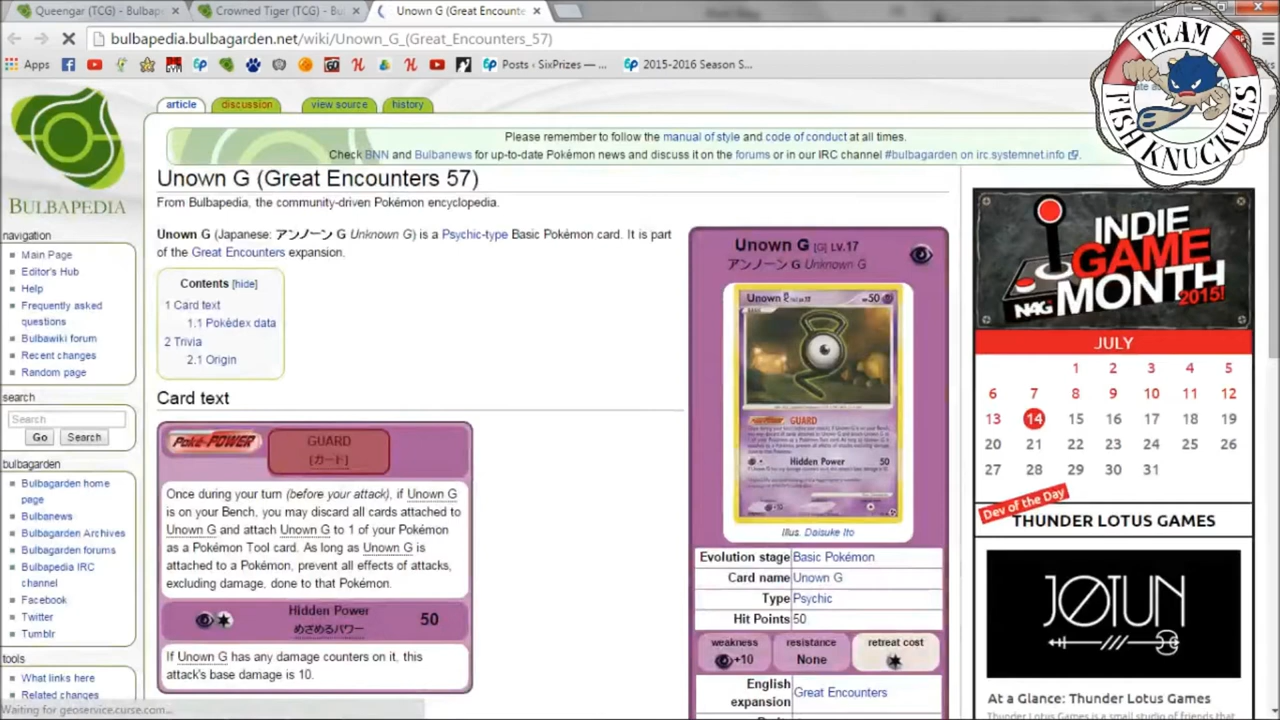 Queengar (TCG) - Bulbap
Crowned Tiger (TCG) - Bul
Unown G (Great Encounte
bulbapedia.bulbagarden.net/wiki/Unown_G_(Great_Encounters_57)
Apps
Posts ‹ SixPrizes — ...
2015-2016 Season S...
TEAM
FISH KNUCKLES
article
discussion
view source
history
Please remember to follow the manual of style and code of conduct at all times.
Check BNN and Bulbanews for up-to-date Pokémon news and discuss it on the forums or in our IRC channel #bulbagarden on irc.systemnet.info
BULBAPEDIA
navigation
Main Page
Editor's Hub
Help
Frequently asked
questions
Bulbawiki forum
Recent changes
Random page
search
Search
Go
Search
bulbagarden
Bulbagarden home
page
Bulbanews
Bulbagarden Archives
Bulbagarden forums
Bulbapedia IRC
channel
Facebook
Twitter
Tumblr
tools
What links here
Related changes
Waiting for geoservice.curse.com...
Unown G (Great Encounters 57)
From Bulbapedia, the community-driven Pokémon encyclopedia.
Unown G (Japanese: アンノーン G Unknown G) is a Psychic-type Basic Pokémon card. It is part
of the Great Encounters expansion.
Contents [hide]
1 Card text
1.1 Pokédex data
2 Trivia
2.1 Origin
Card text
Poké-POWER
GUARD
[ガード]
Once during your turn (before your attack), if Unown G
is on your Bench, you may discard all cards attached to
Unown G and attach Unown G to 1 of your Pokémon
as a Pokémon Tool card. As long as Unown G is
attached to a Pokémon, prevent all effects of attacks,
excluding damage, done to that Pokémon.
Hidden Power
めざめるパワー
50
If Unown G has any damage counters on it, this
attack's base damage is 10.
Unown G [G] LV.17
アンノーン G Unknown G
Unown
50
GUARD
Hidden Power 50
Illus. Daisuke Ito
Evolution stage Basic Pokémon
Card name Unown G
Type Psychic
Hit Points 50
weakness
+10
resistance
None
retreat cost
English
expansion
Great Encounters
INDIE
GAME
MONTH
2015!
N4G
JULY
1 2 3 4 5
6 7 8 9 10 11 12
13 14 15 16 17 18 19
20 21 22 23 24 25 26
27 28 29 30 31
Dev of the Day
THUNDER LOTUS GAMES
JOTUN
At a Glance: Thunder Lotus Games